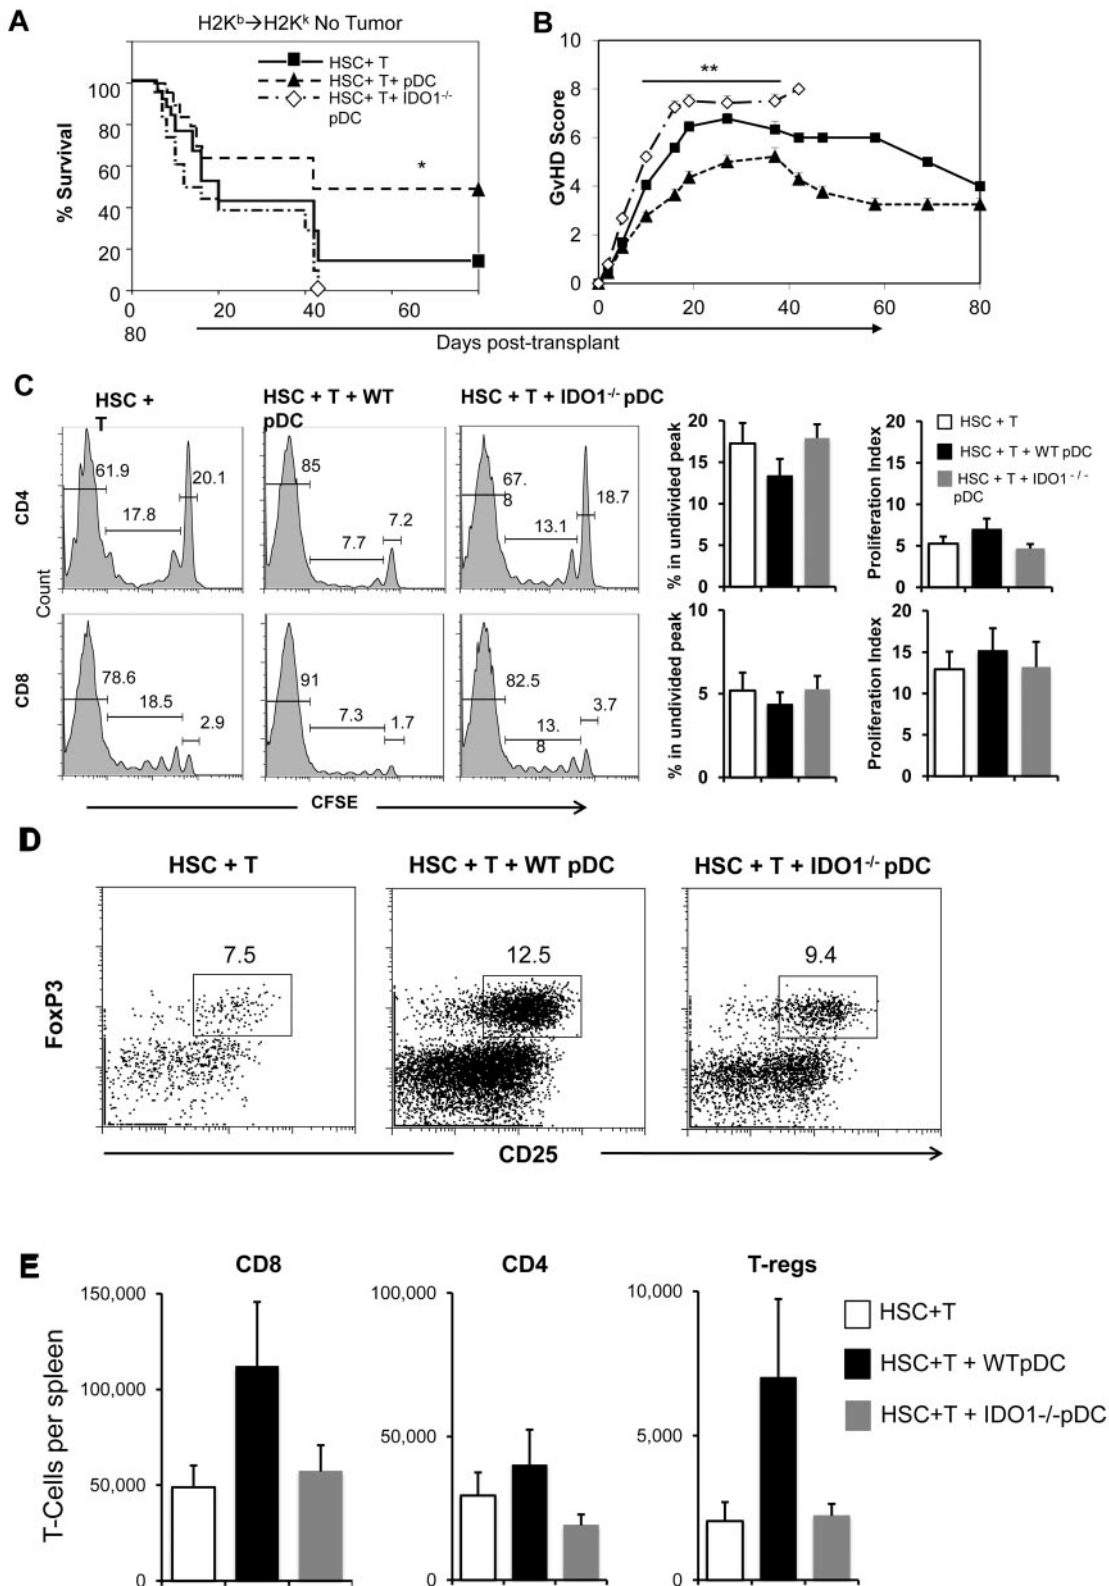 A
H2Kᵇ→H2Kᵏ No Tumor
% Survival
100
80
60
40
20
0
HSC+ T
HSC+ T+ pDC
HSC+ T+ IDO1⁻/⁻
pDC
*
0 20 40 60
80
B
GvHD Score
10
8
6
4
2
0
**
0 20 40 60 80
Days post-transplant
C
HSC +
T
HSC + T + WT
pDC
HSC + T + IDO1⁻/⁻ pDC
Count
CD4
61.9
17.8
20.1
85
7.7
7.2
67.
8
13.1
18.7
% in undivided peak
20
15
10
5
0
Proliferation Index
20
15
10
5
0
HSC + T
HSC + T + WT pDC
HSC + T + IDO1⁻/⁻
pDC
CD8
78.6
18.5
2.9
91
7.3
1.7
82.5
13.
8
3.7
% in undivided peak
10
5
0
Proliferation Index
20
15
10
5
0
CFSE
D
HSC + T
HSC + T + WT pDC
HSC + T + IDO1⁻/⁻ pDC
FoxP3
7.5
12.5
9.4
CD25
E
T-Cells per spleen
CD8
150,000
100,000
50,000
0
CD4
100,000
50,000
0
T-regs
10,000
5,000
0
HSC+T
HSC+T + WTpDC
HSC+T + IDO1-/-pDC